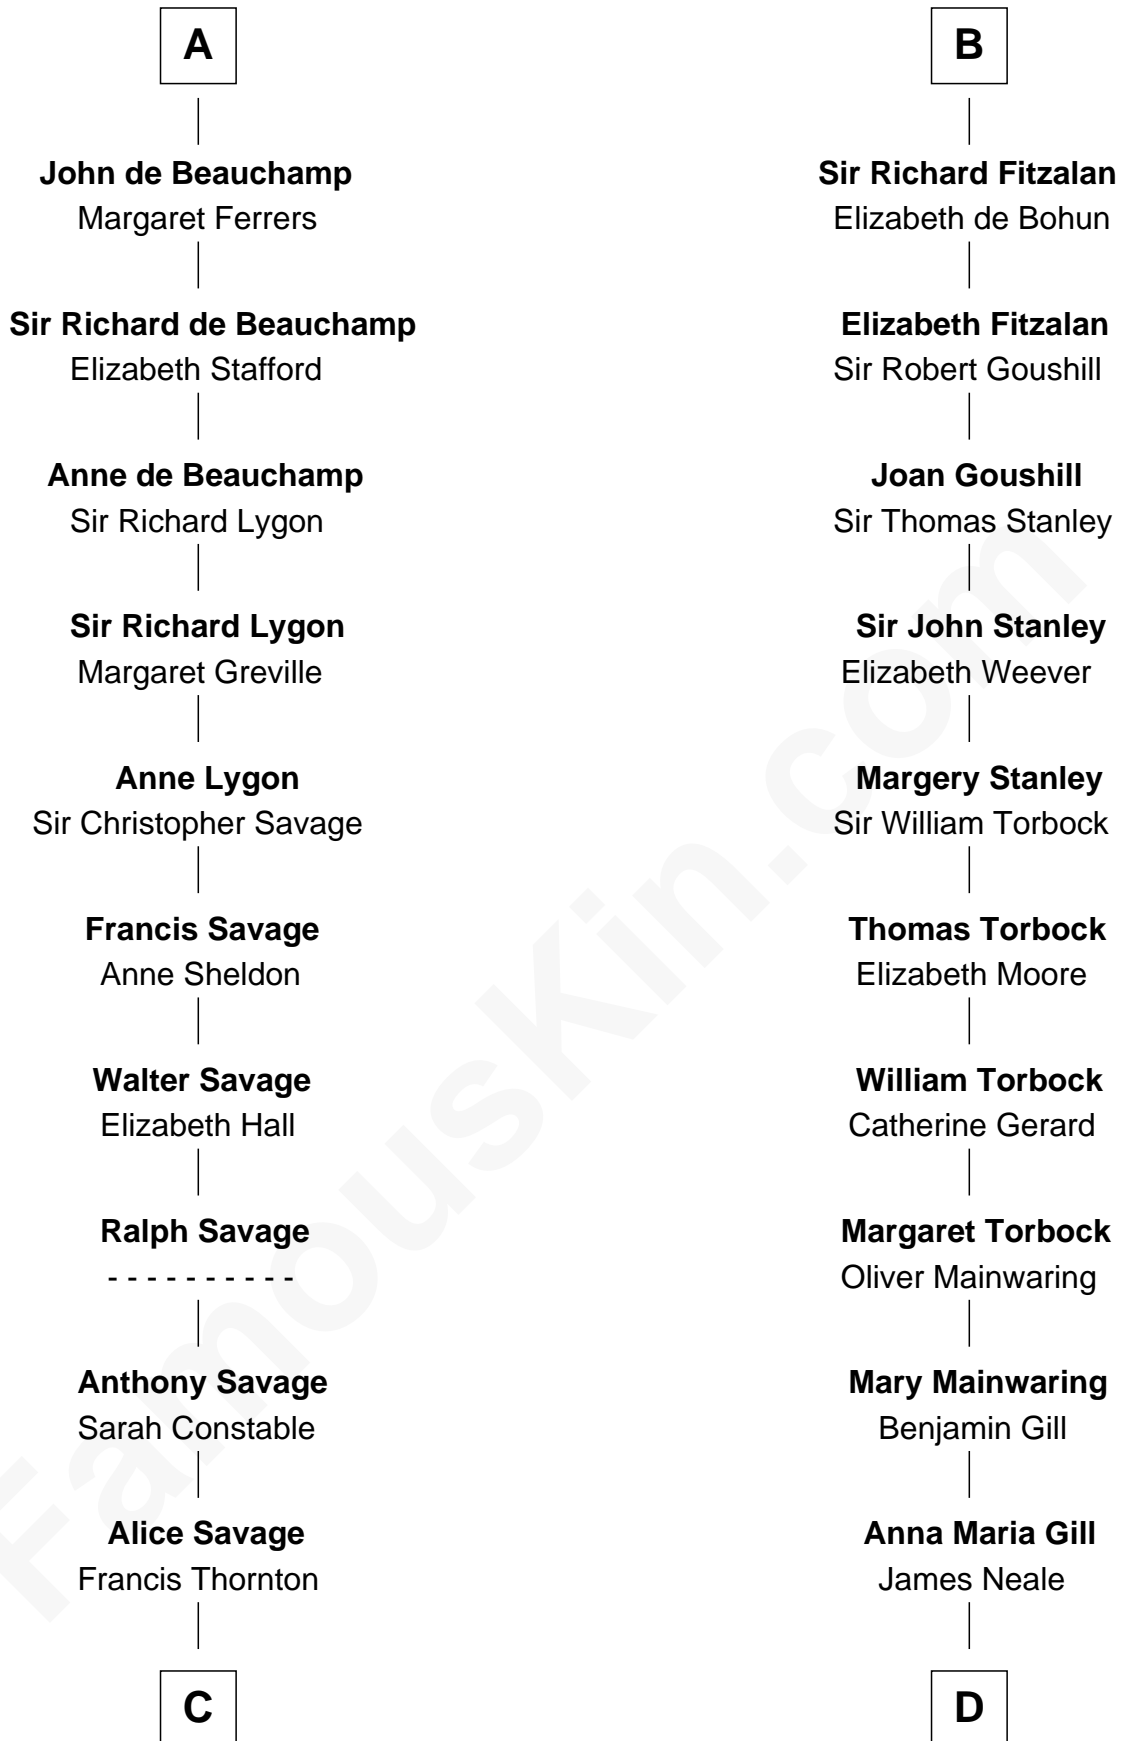 A
John de Beauchamp
Margaret Ferrers
Sir Richard de Beauchamp
Elizabeth Stafford
Anne de Beauchamp
Sir Richard Lygon
Sir Richard Lygon
Margaret Greville
Anne Lygon
Sir Christopher Savage
Francis Savage
Anne Sheldon
Walter Savage
Elizabeth Hall
Ralph Savage
- - - - - - - - - -
Anthony Savage
Sarah Constable
Alice Savage
Francis Thornton
C
B
Sir Richard Fitzalan
Elizabeth de Bohun
Elizabeth Fitzalan
Sir Robert Goushill
Joan Goushill
Sir Thomas Stanley
Sir John Stanley
Elizabeth Weever
Margery Stanley
Sir William Torbock
Thomas Torbock
Elizabeth Moore
William Torbock
Catherine Gerard
Margaret Torbock
Oliver Mainwaring
Mary Mainwaring
Benjamin Gill
Anna Maria Gill
James Neale
D
FamousKin.com